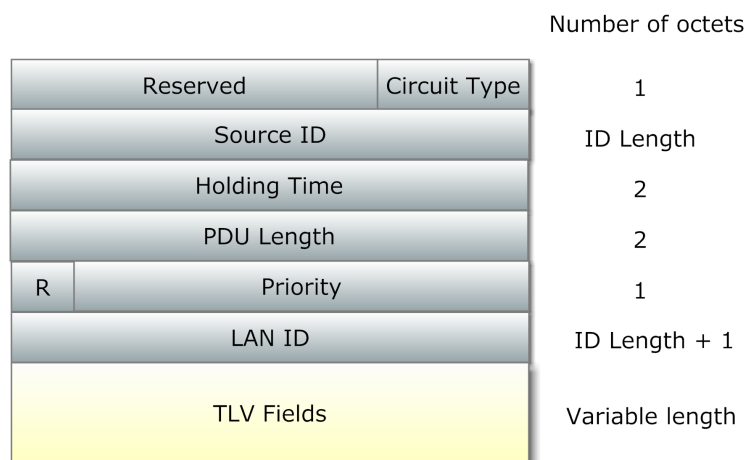 Number of octets
Reserved Circuit Type 1
Source ID ID Length
Holding Time 2
PDU Length 2
R Priority 1
LAN ID ID Length + 1
TLV Fields Variable length